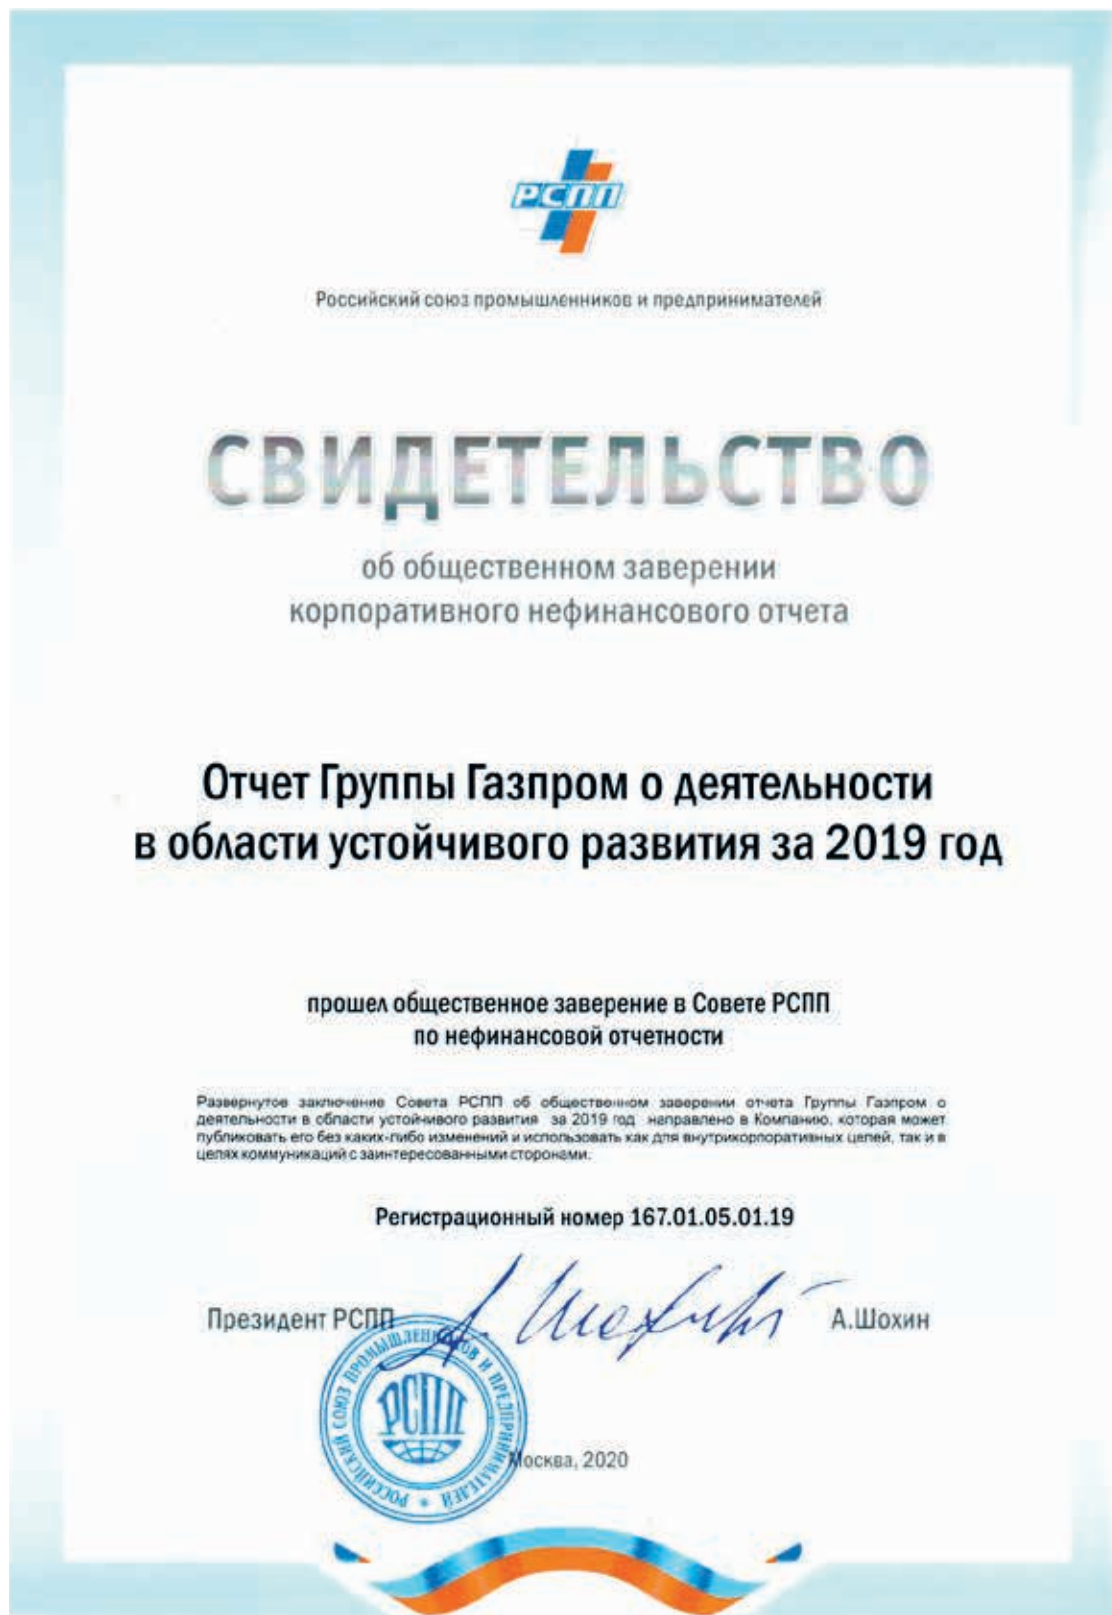 РСПП
Российский союз промышленников и предпринимателей
СВИДЕТЕЛЬСТВО
об общественном заверении
корпоративного нефинансового отчета
Отчет Группы Газпром о деятельности
в области устойчивого развития за 2019 год
прошел общественное заверение в Совете РСПП
по нефинансовой отчетности
Развернутое заключение Совета РСПП об общественном заверении отчета Группы Газпром о
деятельности в области устойчивого развития за 2019 год направлено в Компанию, которая может
публиковать его без каких-либо изменений и использовать как для внутрикорпоративных целей, так и в
целях коммуникаций с заинтересованными сторонами.
Регистрационный номер 167.01.05.01.19
Президент РСПП
А.Шохин
РОССИЙСКИЙ СОЮЗ ПРОМЫШЛЕННИКОВ И ПРЕДПРИНИМАТЕЛЕЙ
РСПП
Москва, 2020